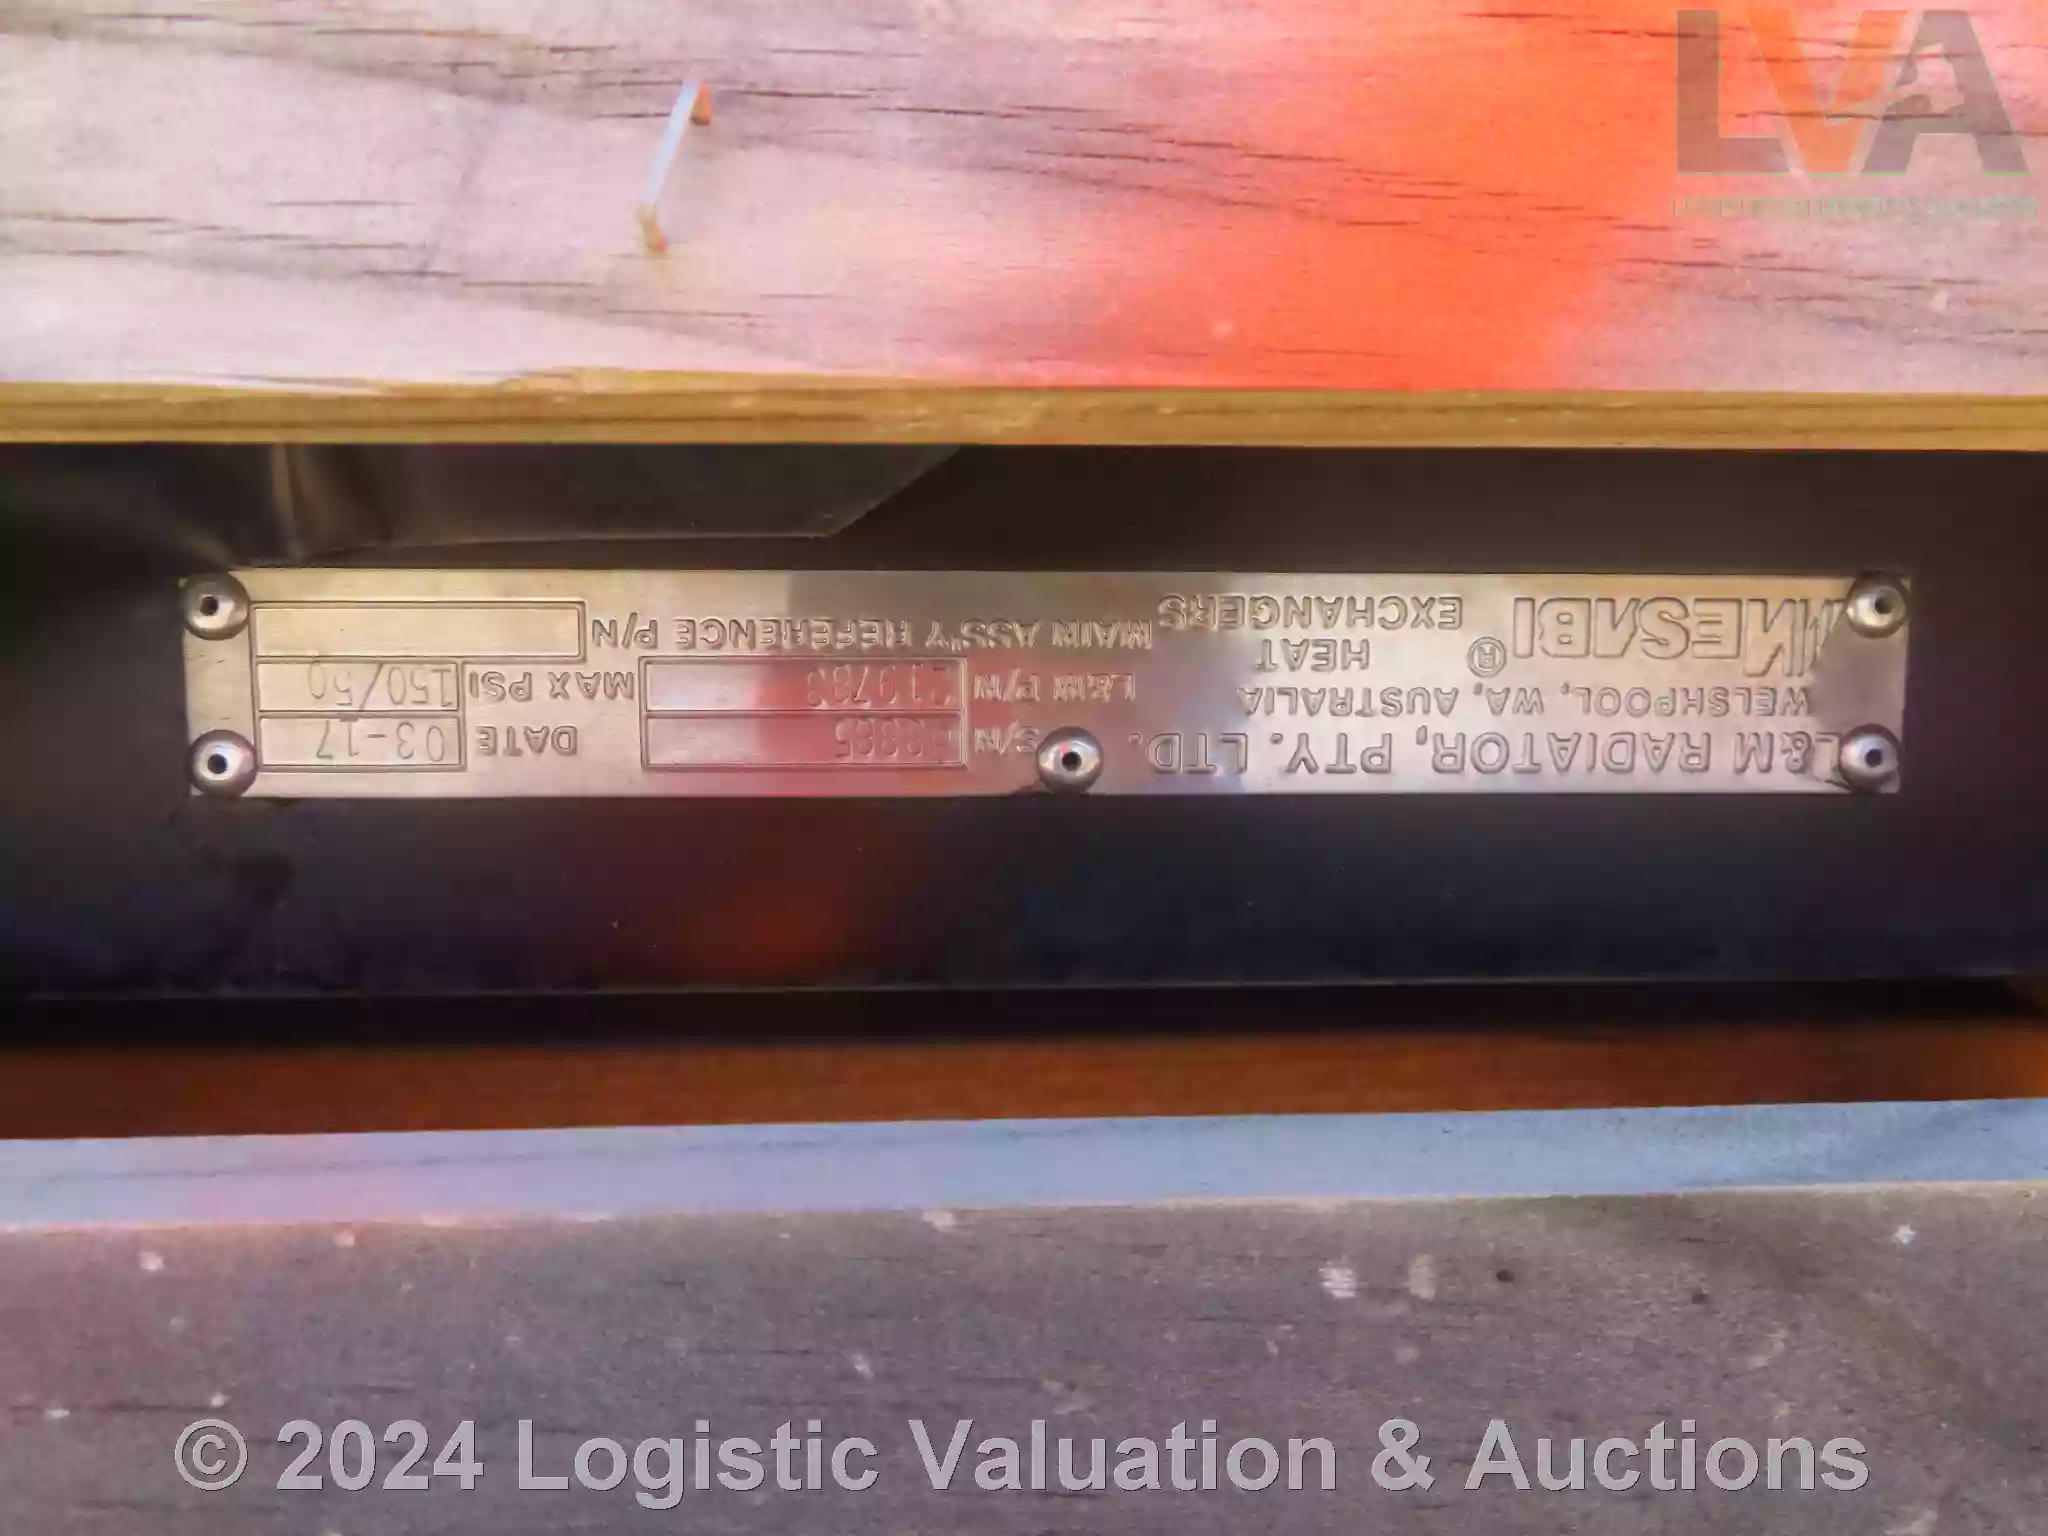 L&M RADIATOR, PTY. LTD.
WELSHPOOL, WA, AUSTRALIA
MESABI® HEAT
EXCHANGERS
S/N
L&M P/N 219783
MAIN ASS'Y REFERENCE P/N
DATE 03-17
MAX PSI 150/50
LVA
© 2024 Logistic Valuation & Auctions